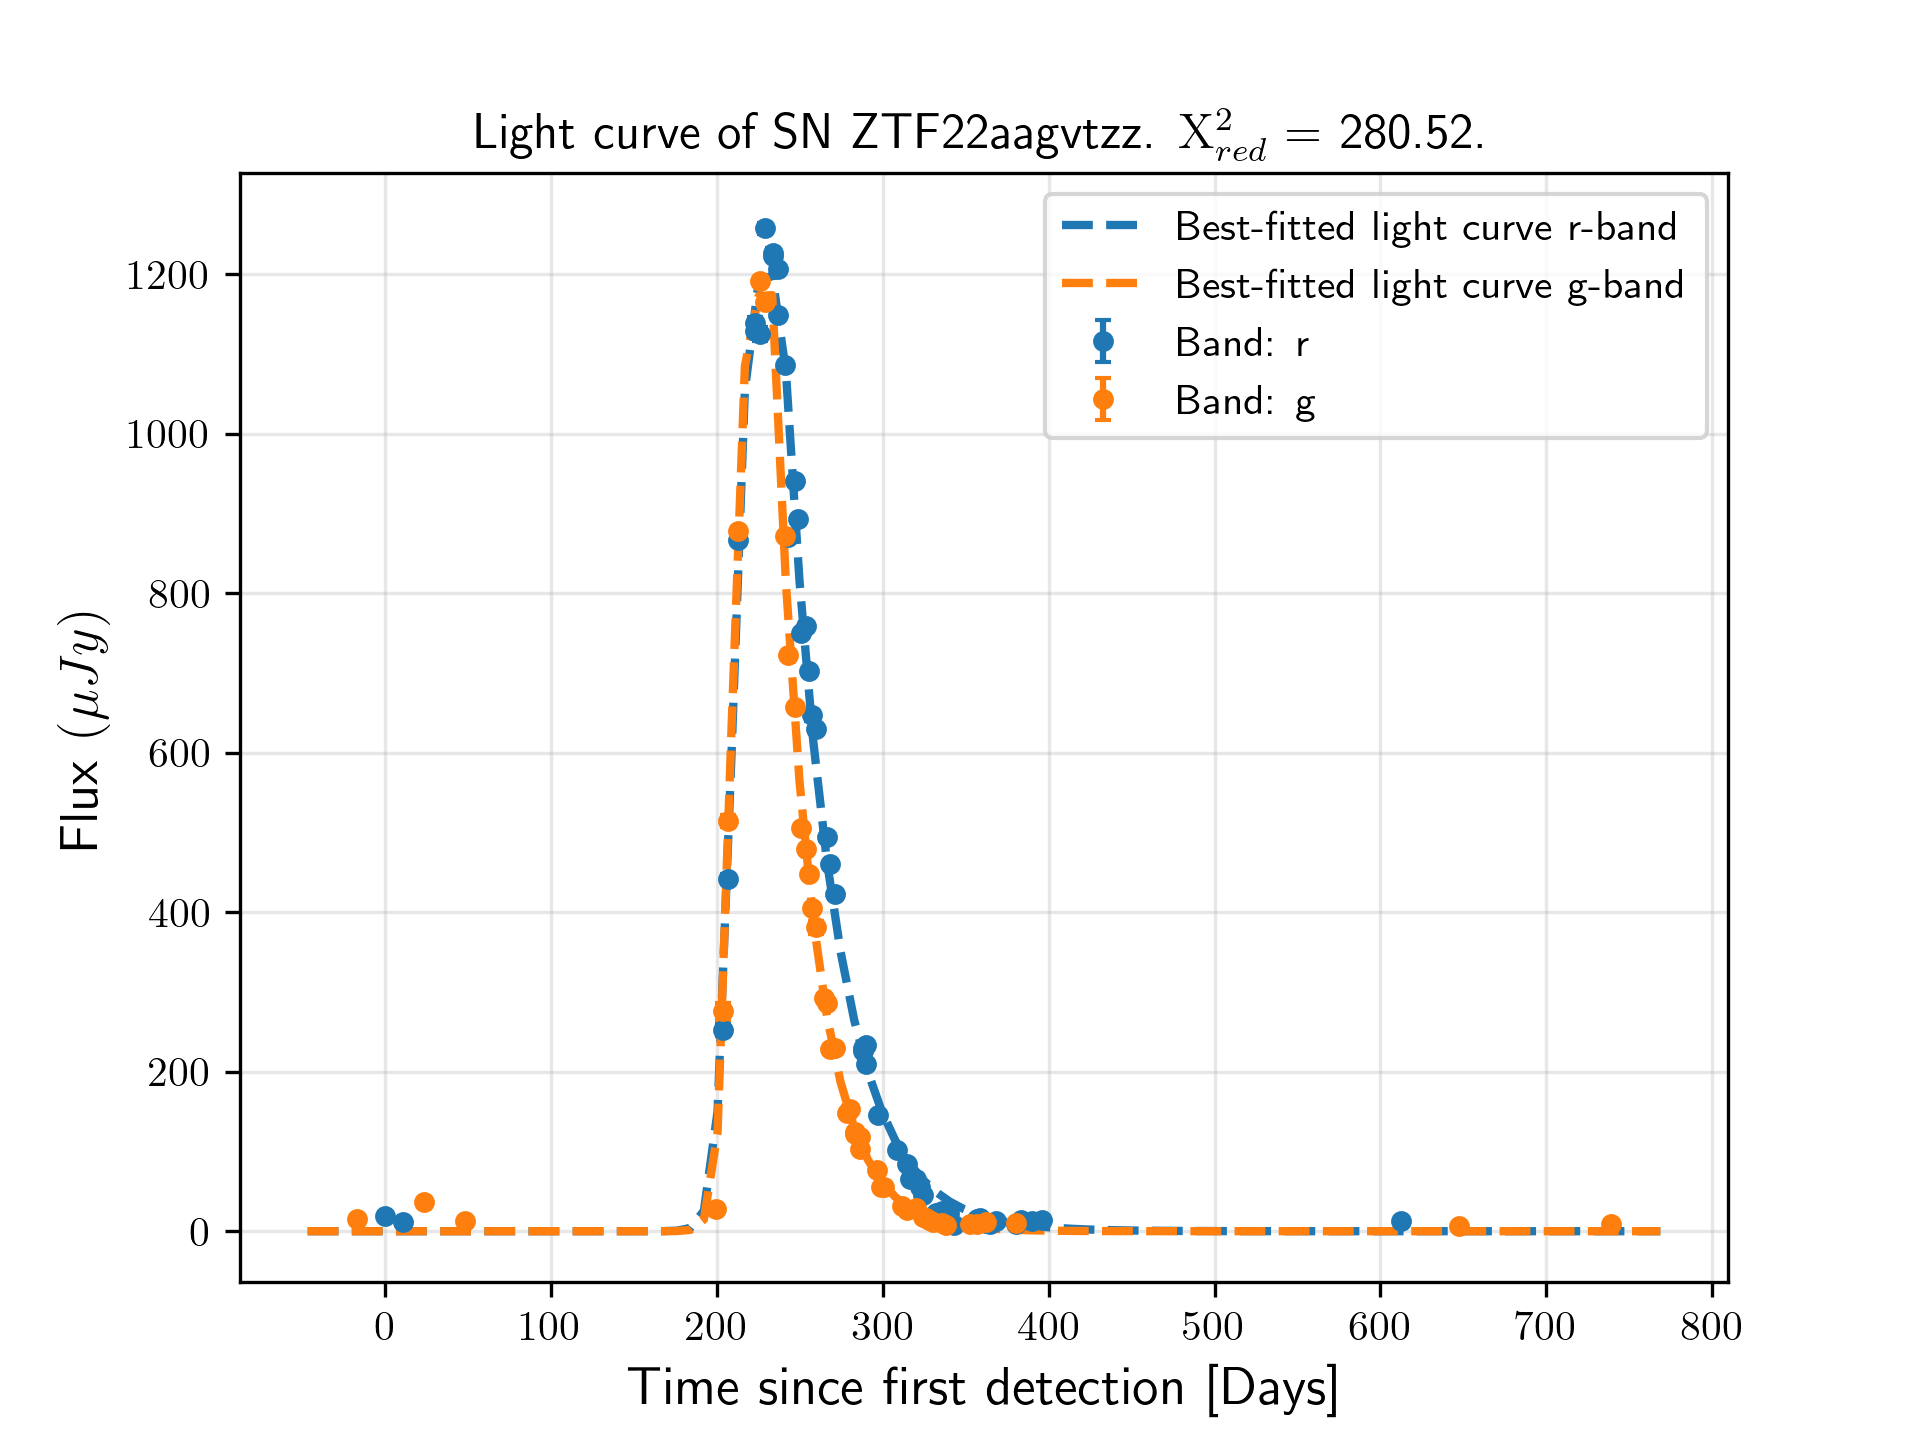 Light curve of SN ZTF22aagvtzz. X²_red = 280.52.
Best-fitted light curve r-band
Best-fitted light curve g-band
Band: r
Band: g
1200
1000
800
600
400
200
0
Flux (μJy)
0 100 200 300 400 500 600 700 800
Time since first detection [Days]